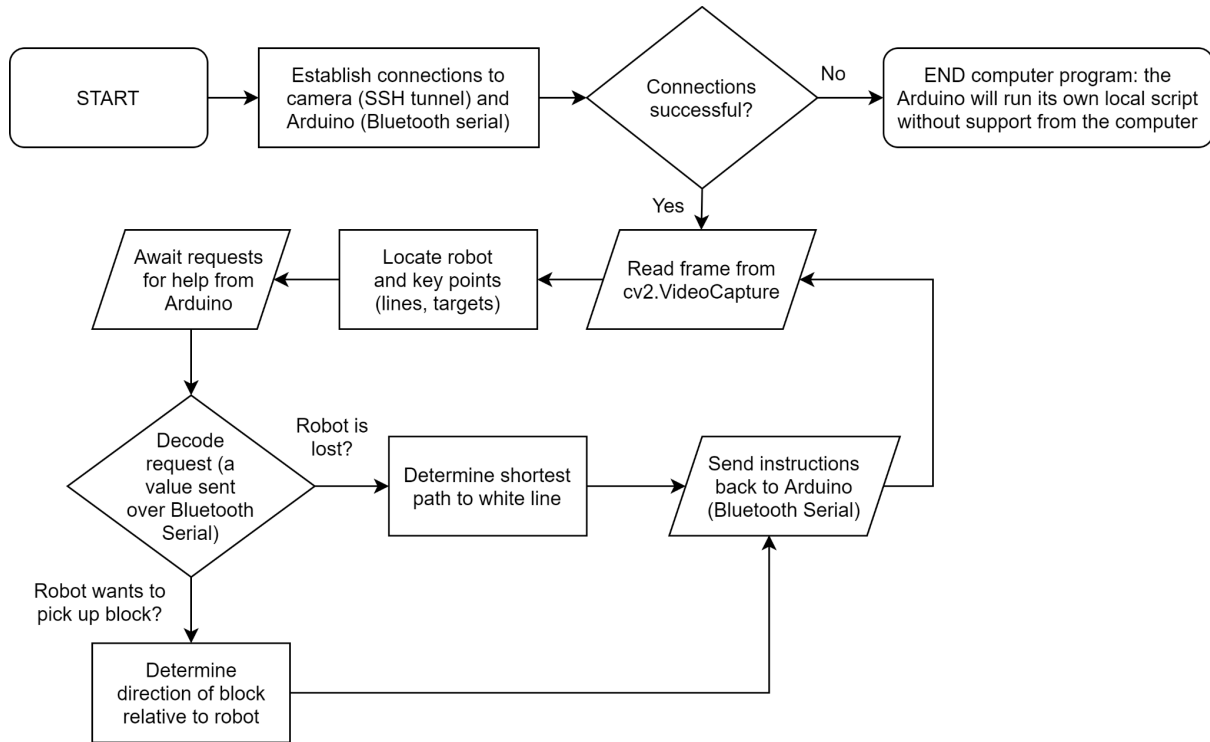 START
Establish connections to
camera (SSH tunnel) and
Arduino (Bluetooth serial)
Connections
successful?
No
END computer program: the
Arduino will run its own local script
without support from the computer
Yes
Read frame from
cv2.VideoCapture
Locate robot
and key points
(lines, targets)
Await requests
for help from
Arduino
Decode
request (a
value sent
over Bluetooth
Serial)
Robot is
lost?
Determine shortest
path to white line
Send instructions
back to Arduino
(Bluetooth Serial)
Robot wants to
pick up block?
Determine
direction of block
relative to robot